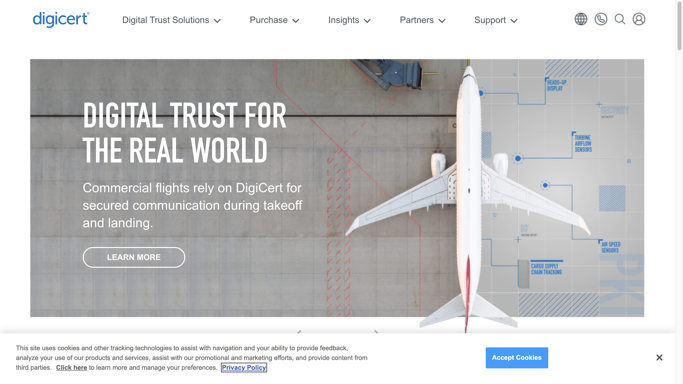 digicert®
Digital Trust Solutions
Purchase
Insights
Partners
Support
DIGITAL TRUST FOR
THE REAL WORLD
Commercial flights rely on DigiCert for
secured communication during takeoff
and landing.
LEARN MORE
HEADS-UP
DISPLAY
SECURITY
TURBINE
AIRFLOW
SENSORS
AIR SPEED
SENSORS
CARGO SUPPLY
CHAIN TRACKING
PKI
This site uses cookies and other tracking technologies to assist with navigation and your ability to provide feedback,
analyze your use of our products and services, assist with our promotional and marketing efforts, and provide content from
third parties. Click here to learn more and manage your preferences. Privacy Policy
Accept Cookies